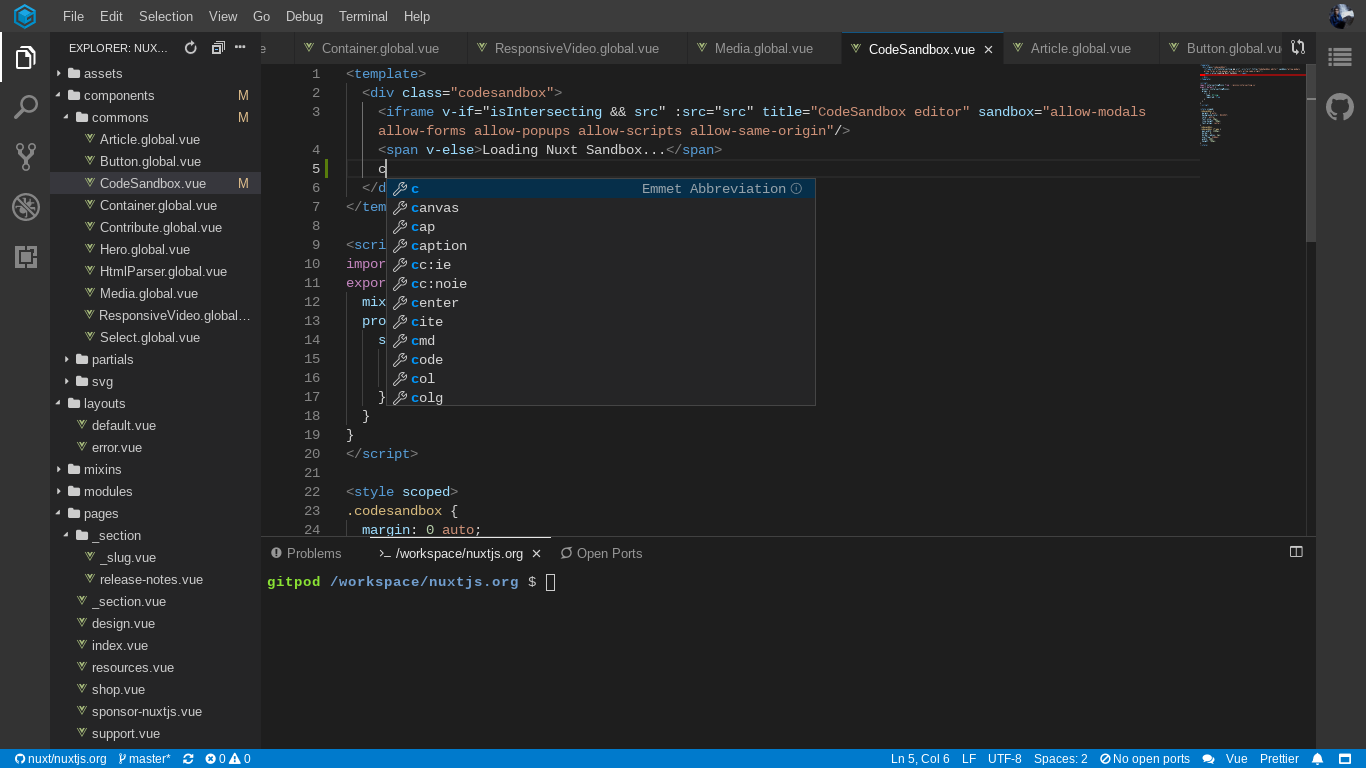 File Edit Selection View Go Debug Terminal Help
EXPLORER: NUX...
e Container.global.vue ResponsiveVideo.global.vue Media.global.vue CodeSandbox.vue Article.global.vue Button.global.vu
assets
components M
commons M
Article.global.vue
Button.global.vue
CodeSandbox.vue M
Container.global.vue
Contribute.global.vue
Hero.global.vue
HtmlParser.global.vue
Media.global.vue
ResponsiveVideo.global...
Select.global.vue
partials
svg
layouts
default.vue
error.vue
mixins
modules
pages
_section
_slug.vue
release-notes.vue
_section.vue
design.vue
index.vue
resources.vue
shop.vue
sponsor-nuxtjs.vue
support.vue
1 <template>
2 <div class="codesandbox">
3 <iframe v-if="isIntersecting && src" :src="src" title="CodeSandbox editor" sandbox="allow-modals
allow-forms allow-popups allow-scripts allow-same-origin"/>
4 <span v-else>Loading Nuxt Sandbox...</span>
5 c
6 </d
7 </tem
8
9 <scri
10 impor
11 expor
12 mix
13 pro
14 s
15
16
17 }
18 }
19 }
20 </script>
21
22 <style scoped>
23 .codesandbox {
24 margin: 0 auto;
c Emmet Abbreviation
canvas
cap
caption
cc:ie
cc:noie
center
cite
cmd
code
col
colg
Problems /workspace/nuxtjs.org Open Ports
gitpod /workspace/nuxtjs.org $
nuxt/nuxtjs.org master* 0 0 Ln 5, Col 6 LF UTF-8 Spaces: 2 No open ports Vue Prettier